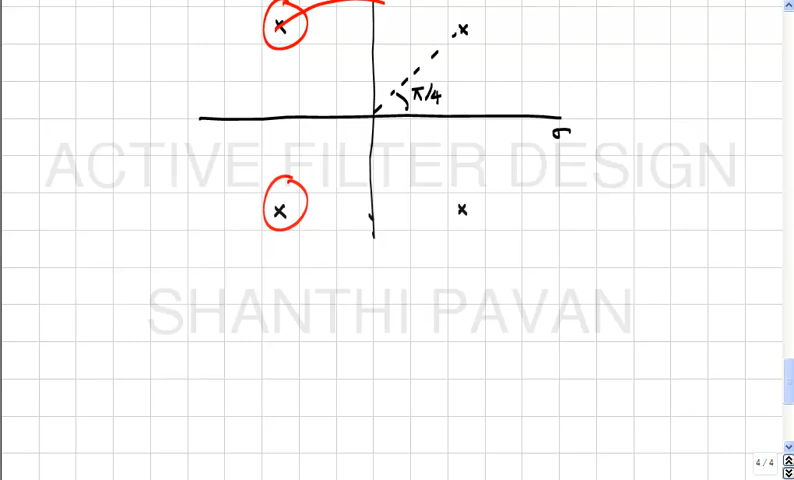 x x
π/4
σ
ACTIVE FILTER DESIGN
x x
SHANTHI PAVAN
4 / 4